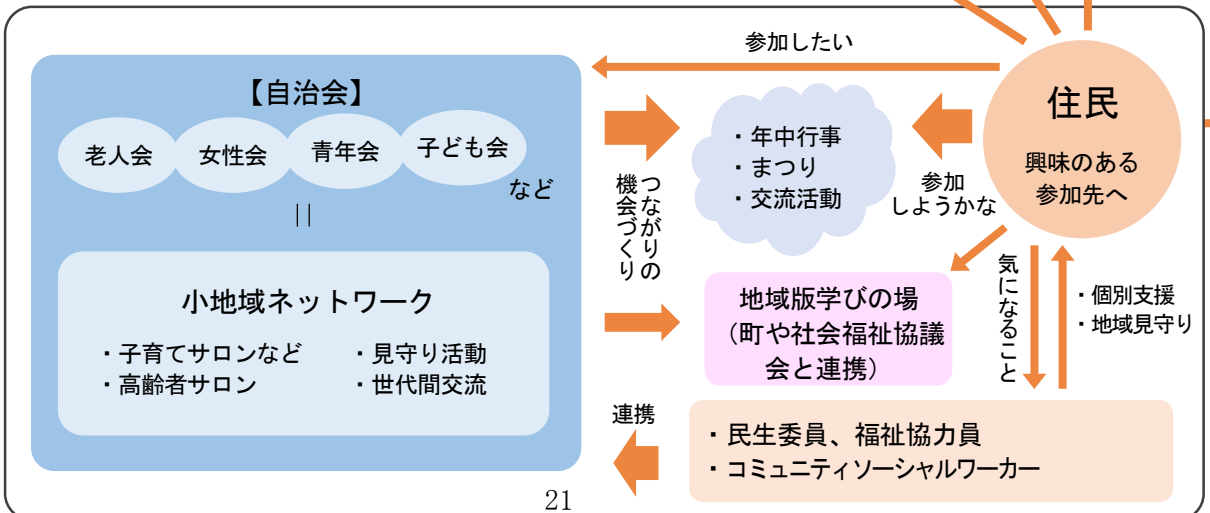 参加したい
【自治会】
老人会
女性会
青年会
子ども会
など
||
小地域ネットワーク
・子育てサロンなど
・見守り活動
・高齢者サロン
・世代間交流
つながりの
機会づくり
・年中行事
・まつり
・交流活動
参加
しようかな
住民
興味のある
参加先へ
地域版学びの場
(町や社会福祉協議
会と連携)
気になること
・個別支援
・地域見守り
連携
・民生委員、福祉協力員
・コミュニティソーシャルワーカー
21